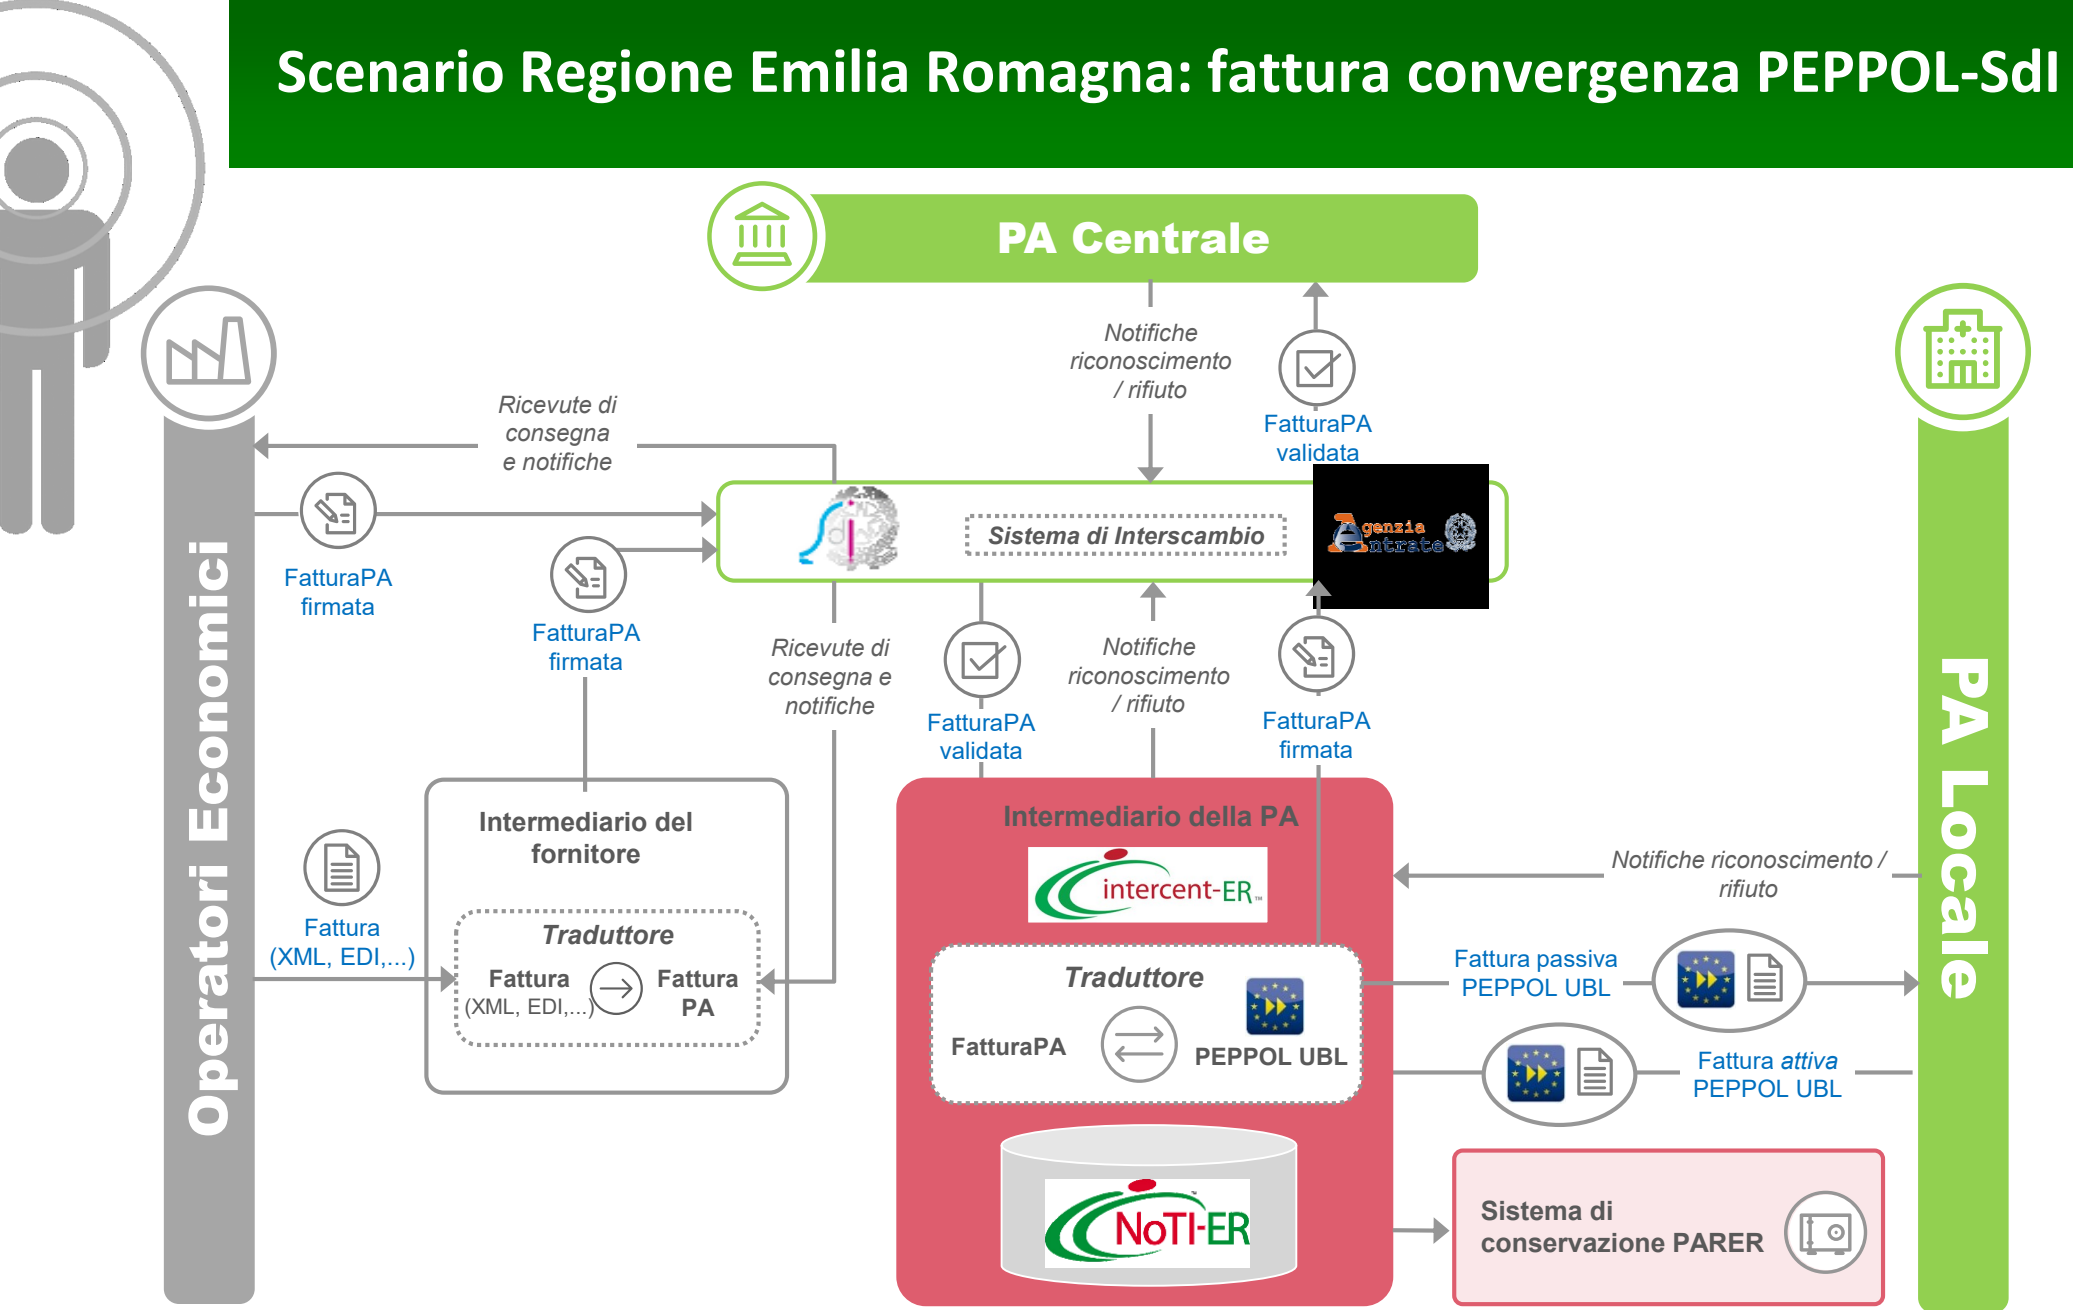 Scenario Regione Emilia Romagna: fattura convergenza PEPPOL-SdI
PA Centrale
Notifiche
riconoscimento
/ rifiuto
FatturaPA
validata
Ricevute di
consegna
e notifiche
FatturaPA
firmata
FatturaPA
firmata
Sistema di Interscambio
Agenzia
Entrate
Operatori Economici
PA Locale
Ricevute di
consegna e
notifiche
FatturaPA
validata
Notifiche
riconoscimento
/ rifiuto
FatturaPA
firmata
Intermediario del
fornitore
Fattura
(XML, EDI,...)
Traduttore
Fattura
(XML, EDI,...)
Fattura
PA
Intermediario della PA
intercent-ER™
Traduttore
FatturaPA
PEPPOL UBL
Notifiche riconoscimento /
rifiuto
Fattura passiva
PEPPOL UBL
Fattura attiva
PEPPOL UBL
NoTI-ER
Sistema di
conservazione PARER